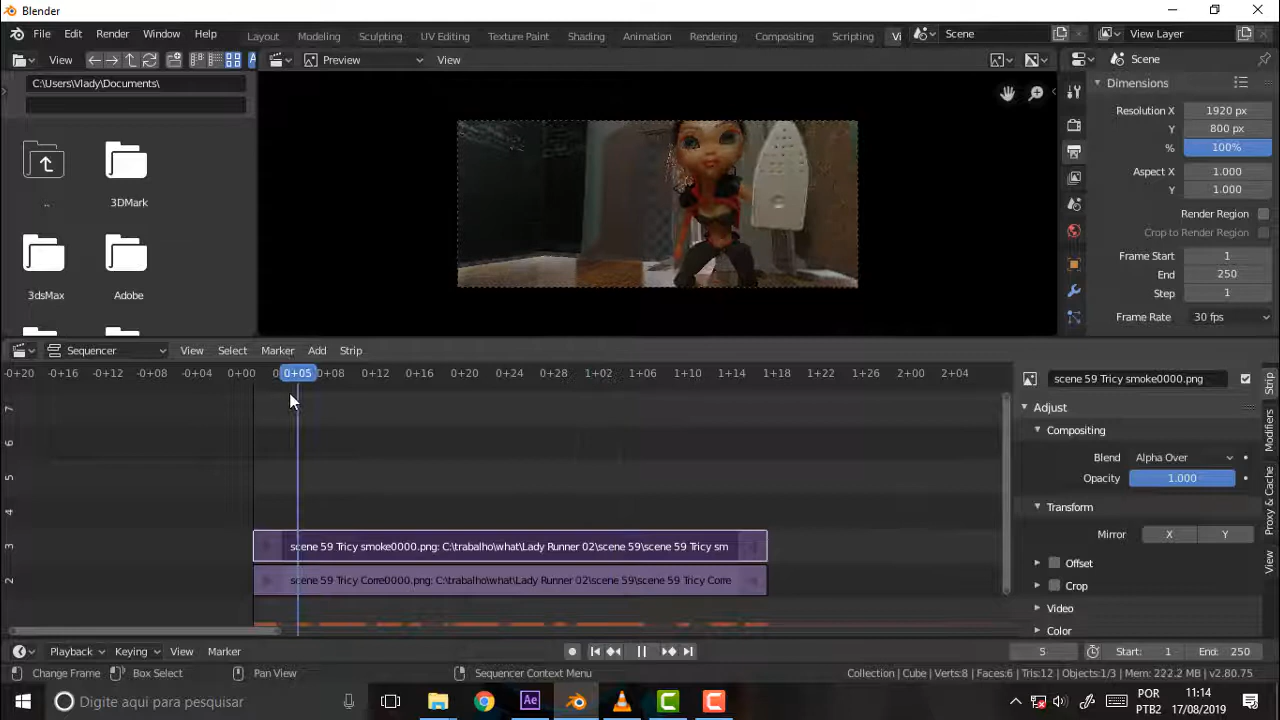 Blender
File Edit Render Window Help Layout Modeling Sculpting UV Editing Texture Paint Shading Animation Rendering Compositing Scripting Vi Scene View Layer
View Preview View Scene
C:\Users\Vlady\Documents\
Dimensions
Resolution X 1920 px
Y 800 px
% 100%
Aspect X 1.000
Y 1.000
Render Region
Crop to Render Region
Frame Start 1
End 250
Step 1
Frame Rate 30 fps
.. 3DMark
3dsMax Adobe
Sequencer View Select Marker Add Strip
-0+20 -0+16 -0+12 -0+08 -0+04 0+00 0+05 0+08 0+12 0+16 0+20 0+24 0+28 1+02 1+06 1+10 1+14 1+18 1+22 1+26 2+00 2+04
7
6
5
4
3
2
scene 59 Tricy smoke0000.png: C:\trabalho\what\Lady Runner 02\scene 59\scene 59 Tricy sm
scene 59 Tricy Corre0000.png: C:\trabalho\what\Lady Runner 02\scene 59\scene 59 Tricy Corre
scene 59 Tricy smoke0000.png
Adjust
Compositing
Blend Alpha Over
Opacity 1.000
Transform
Mirror X Y
Offset
Crop
Video
Color
Strip
Modifiers
Proxy & Cache
View
Playback Keying View Marker 5 Start: 1 End: 250
Change Frame Box Select Pan View Sequencer Context Menu Collection | Cube | Verts:8 | Faces:6 | Tris:12 | Objects:1/3 | Mem: 222.2 MB | v2.80.75
Digite aqui para pesquisar
Ae
POR
PTB2
11:14
17/08/2019